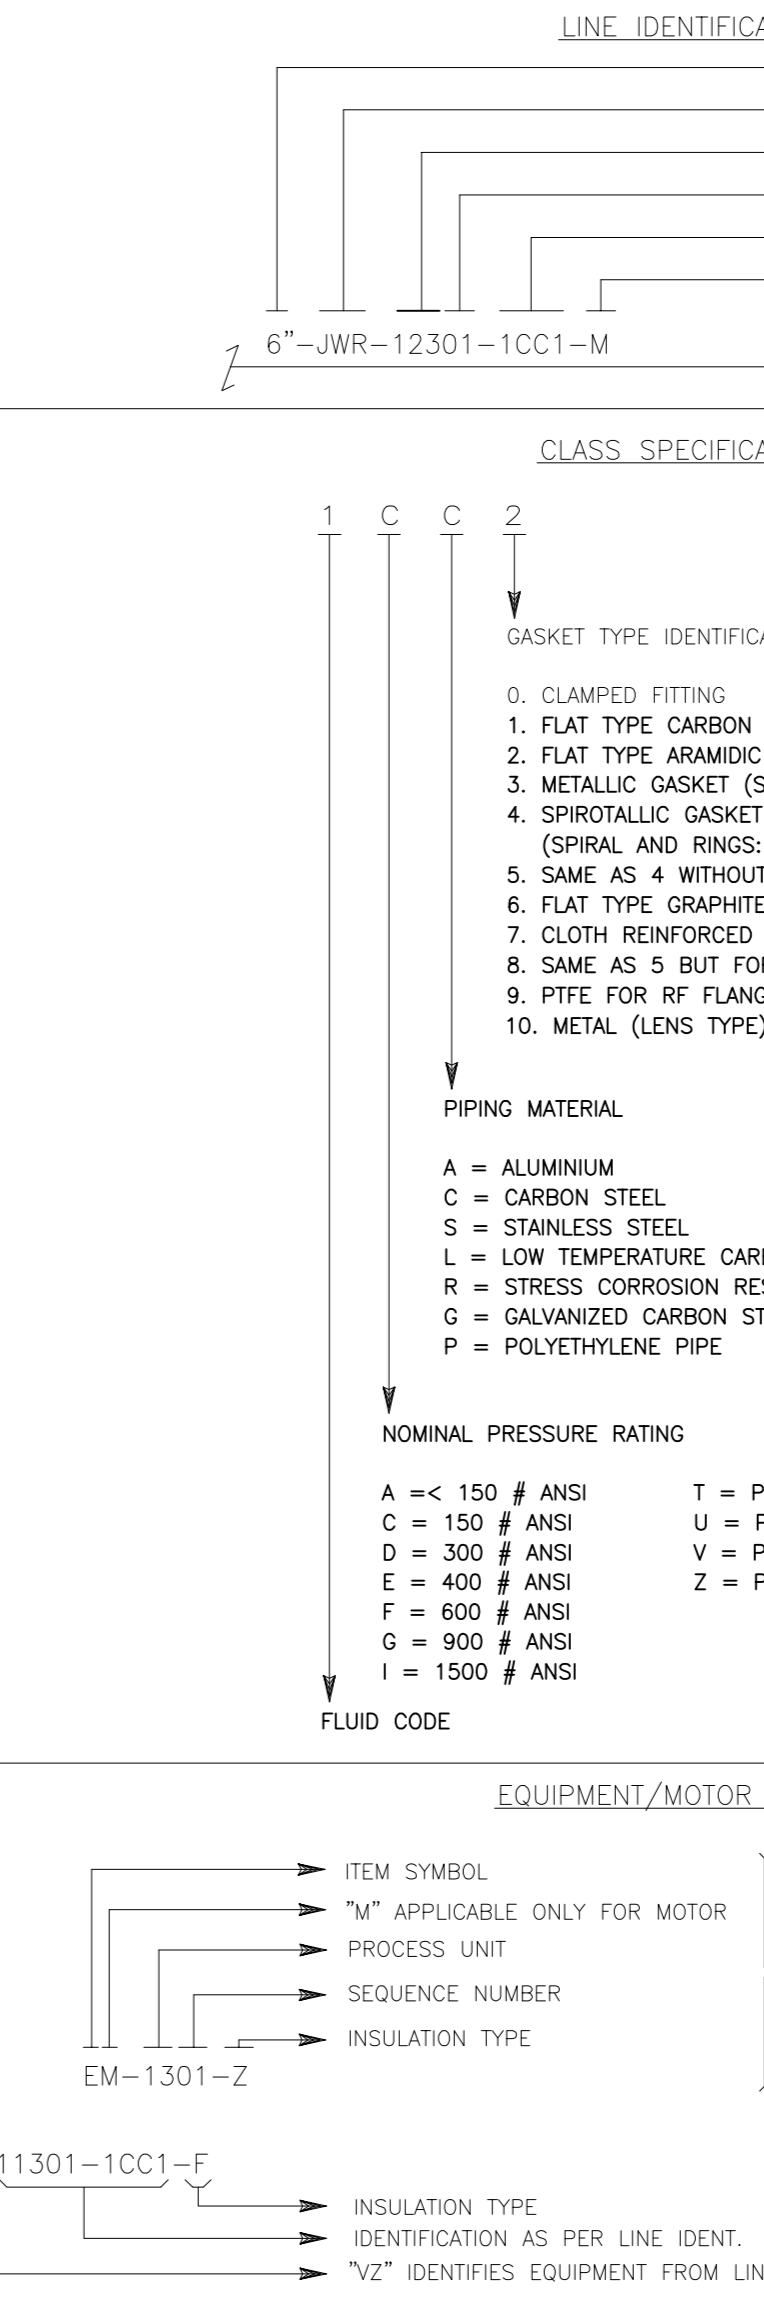 LINE IDENTIFICA
6"-JWR-12301-1CC1-M
CLASS SPECIFICA
1 C C 2
GASKET TYPE IDENTIFICA
0. CLAMPED FITTING
1. FLAT TYPE CARBON
2. FLAT TYPE ARAMIDIC
3. METALLIC GASKET (S
4. SPIROTALLIC GASKET
(SPIRAL AND RINGS:
5. SAME AS 4 WITHOUT
6. FLAT TYPE GRAPHITE
7. CLOTH REINFORCED
8. SAME AS 5 BUT FOR
9. PTFE FOR RF FLANG
10. METAL (LENS TYPE)
PIPING MATERIAL
A = ALUMINIUM
C = CARBON STEEL
S = STAINLESS STEEL
L = LOW TEMPERATURE CARB
R = STRESS CORROSION RES
G = GALVANIZED CARBON ST
P = POLYETHYLENE PIPE
NOMINAL PRESSURE RATING
A =< 150 # ANSI T = P
C = 150 # ANSI U = P
D = 300 # ANSI V = P
E = 400 # ANSI Z = P
F = 600 # ANSI
G = 900 # ANSI
I = 1500 # ANSI
FLUID CODE
EQUIPMENT/MOTOR
ITEM SYMBOL
"M" APPLICABLE ONLY FOR MOTOR
PROCESS UNIT
SEQUENCE NUMBER
INSULATION TYPE
EM-1301-Z
11301-1CC1-F
INSULATION TYPE
IDENTIFICATION AS PER LINE IDENT.
"VZ" IDENTIFIES EQUIPMENT FROM LIN